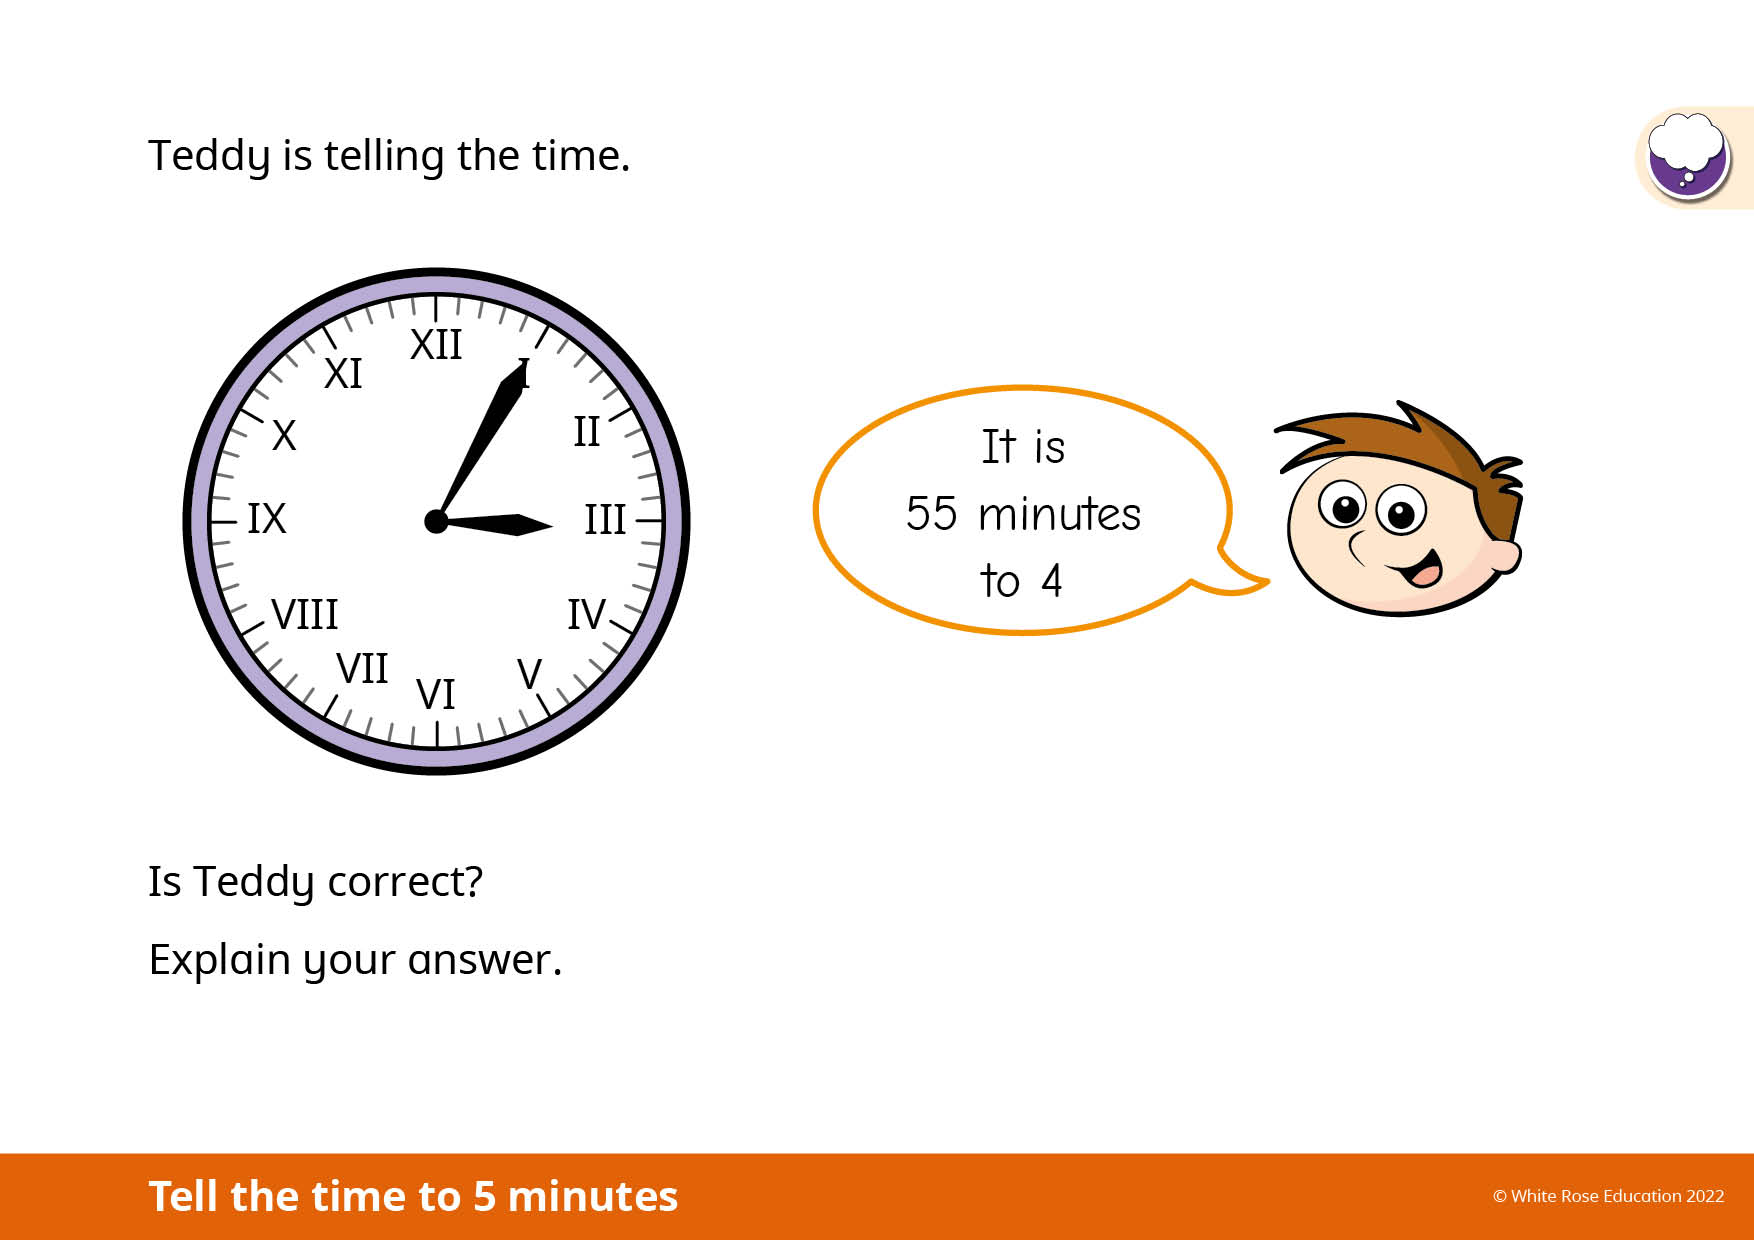 Teddy is telling the time.
XII
XI
I
X
II
IX
III
VIII
IV
VII
V
VI
It is
55 minutes
to 4
Is Teddy correct?
Explain your answer.
Tell the time to 5 minutes
© White Rose Education 2022